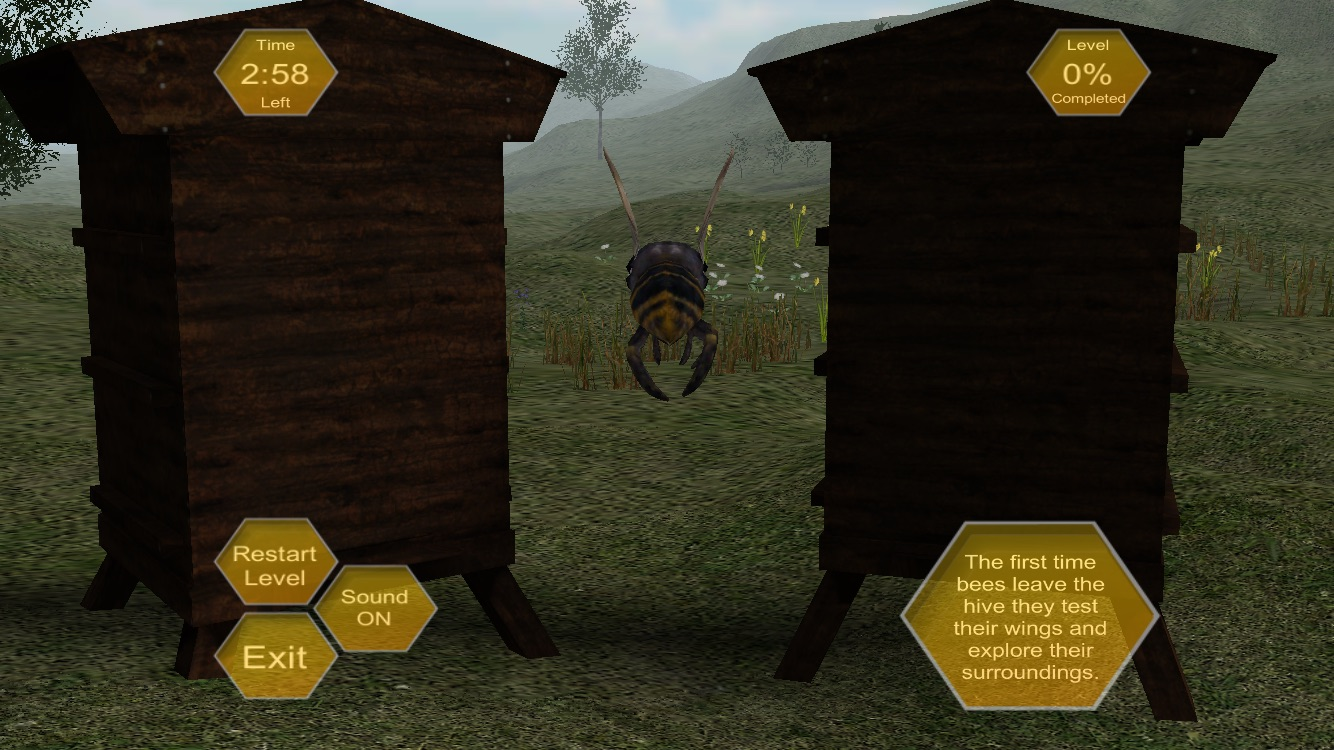 Time
2:58
Left
Level
0%
Completed
Restart
Level
Sound
ON
Exit
The first time
bees leave the
hive they test
their wings and
explore their
surroundings.